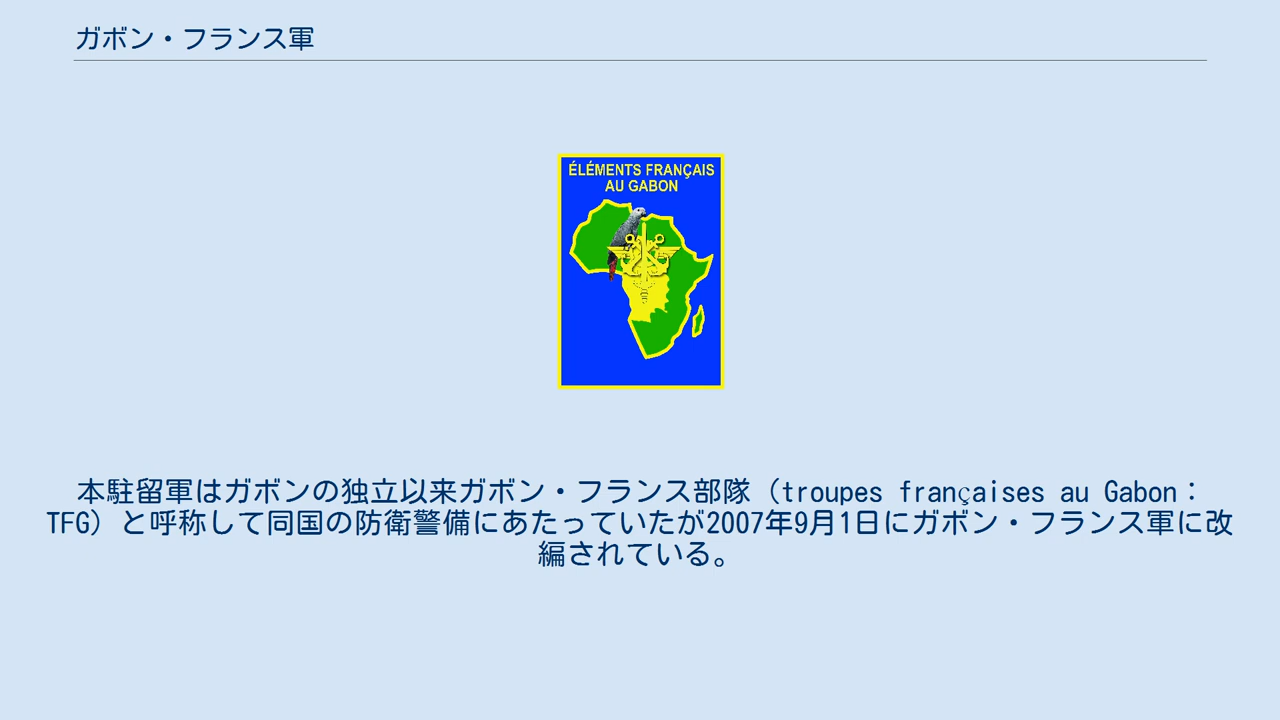 ガボン・フランス軍
ÉLÉMENTS FRANÇAIS
AU GABON
本駐留軍はガボンの独立以来ガボン・フランス部隊（troupes françaises au Gabon：
TFG）と呼称して同国の防衛警備にあたっていたが2007年9月1日にガボン・フランス軍に改
編されている。